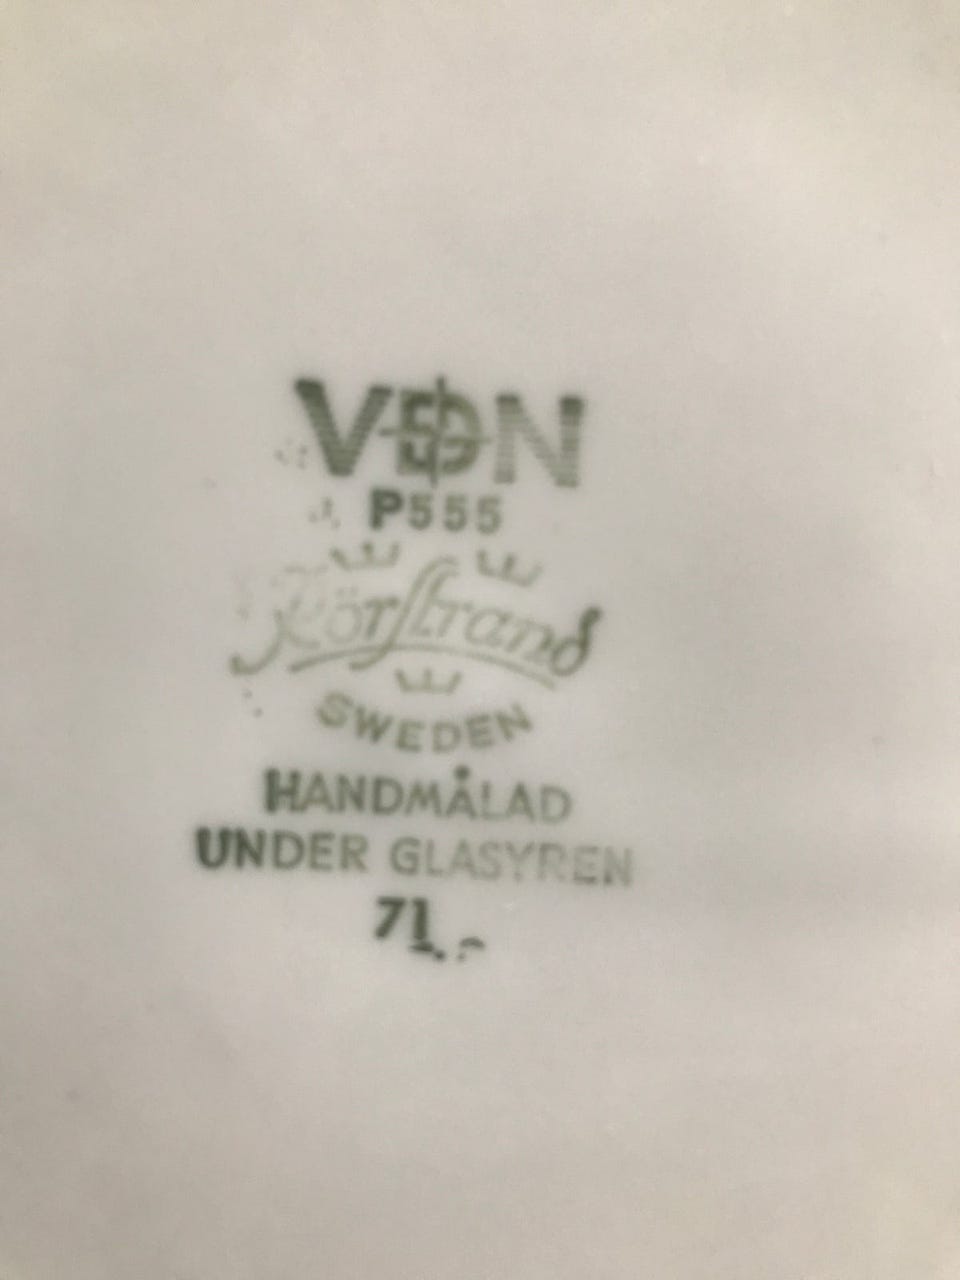 VDN
P555
Rörstrand
SWEDEN
HANDMÅLAD
UNDER GLASYREN
71